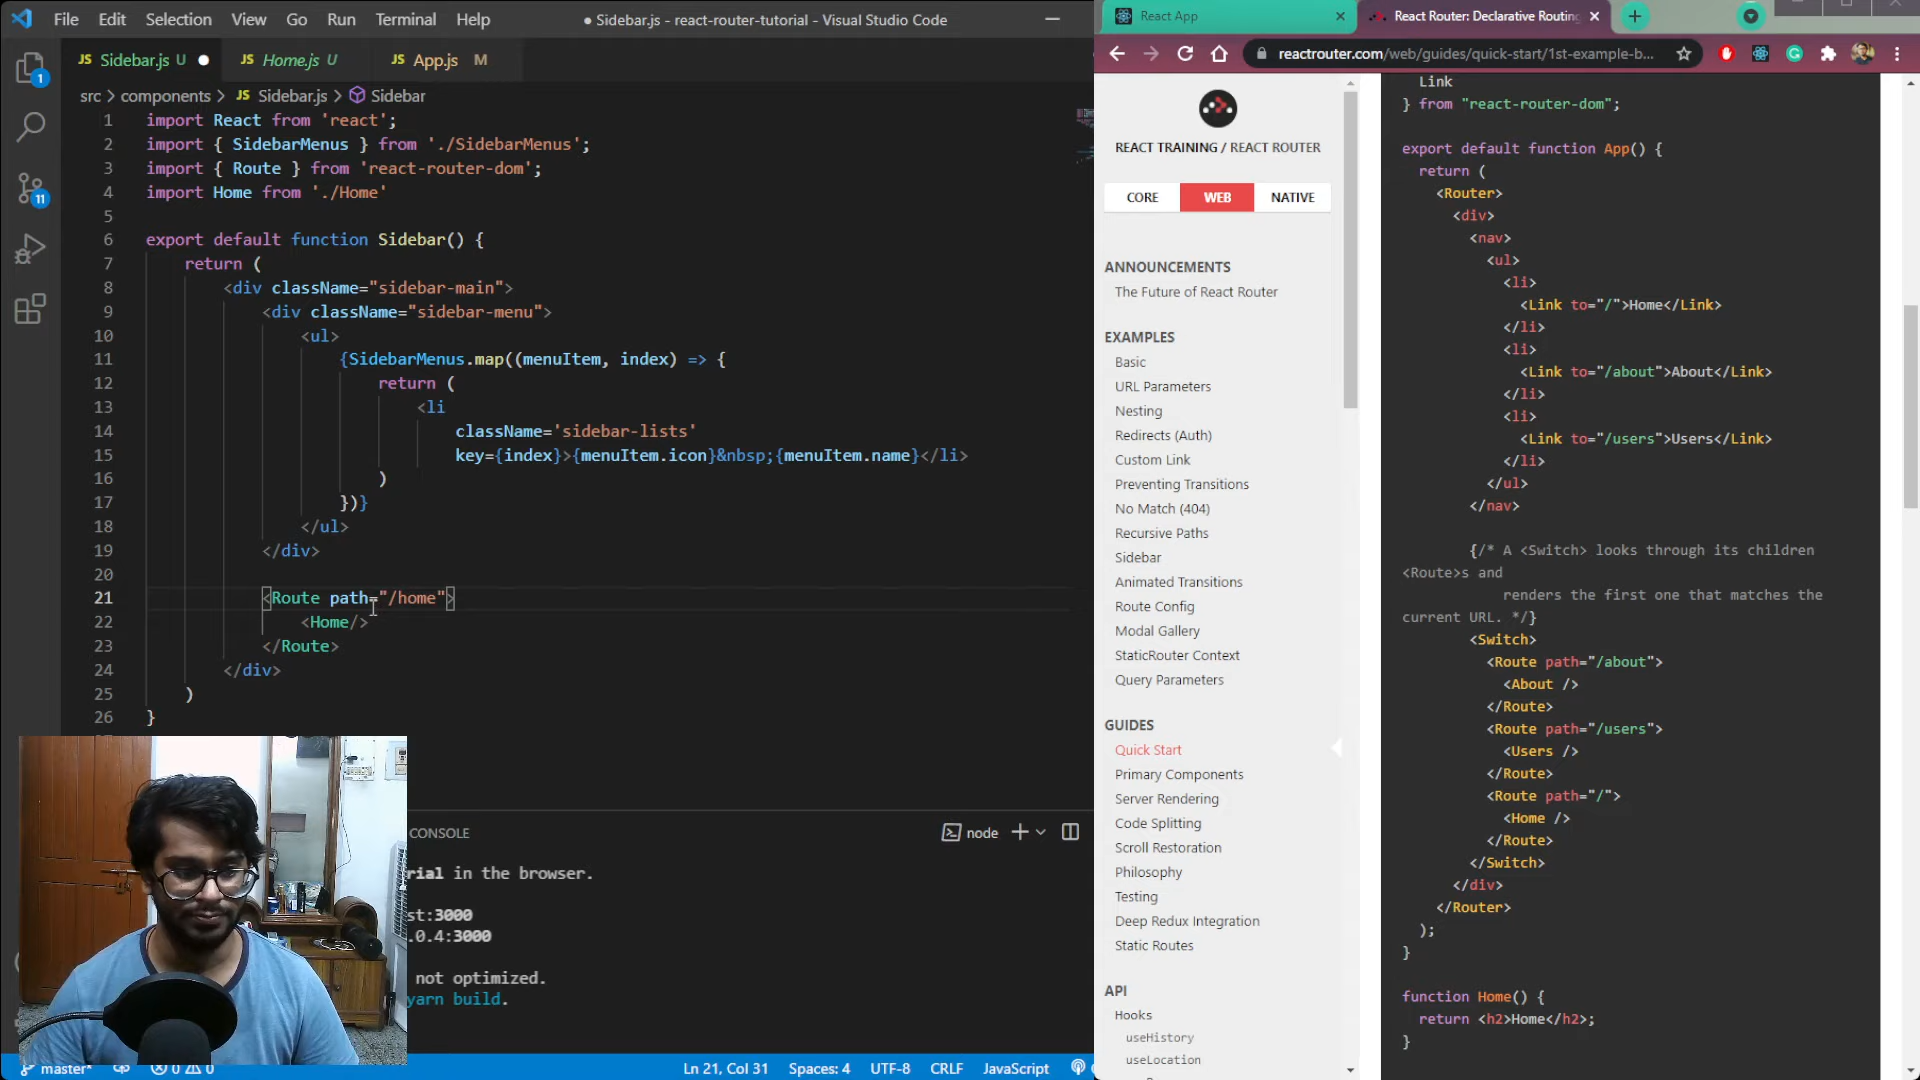 File Edit Selection View Go Run Terminal Help
● Sidebar.js - react-router-tutorial - Visual Studio Code
JS Sidebar.js U ●
JS Home.js U
JS App.js M
src > components > JS Sidebar.js > Sidebar
1 import React from 'react';
2 import { SidebarMenus } from './SidebarMenus';
3 import { Route } from 'react-router-dom';
4 import Home from './Home'
5
6 export default function Sidebar() {
7 return (
8 <div className="sidebar-main">
9 <div className="sidebar-menu">
10 <ul>
11 {SidebarMenus.map((menuItem, index) => {
12 return (
13 <li
14 className='sidebar-lists'
15 key={index}>{menuItem.icon}&nbsp;{menuItem.name}</li>
16 )
17 })}
18 </ul>
19 </div>
20
21 <Route path="/home">
22 <Home/>
23 </Route>
24 </div>
25 )
26 }
1
11
CONSOLE
node
rial in the browser.
st:3000
.0.4:3000
not optimized.
yarn build.
master*
0 0
Ln 21, Col 31 Spaces: 4 UTF-8 CRLF JavaScript
React App
React Router: Declarative Routing
reactrouter.com/web/guides/quick-start/1st-example-b...
REACT TRAINING / REACT ROUTER
CORE WEB NATIVE
ANNOUNCEMENTS
The Future of React Router
EXAMPLES
Basic
URL Parameters
Nesting
Redirects (Auth)
Custom Link
Preventing Transitions
No Match (404)
Recursive Paths
Sidebar
Animated Transitions
Route Config
Modal Gallery
StaticRouter Context
Query Parameters
GUIDES
Quick Start
Primary Components
Server Rendering
Code Splitting
Scroll Restoration
Philosophy
Testing
Deep Redux Integration
Static Routes
API
Hooks
useHistory
useLocation
Link
} from "react-router-dom";
export default function App() {
return (
<Router>
<div>
<nav>
<ul>
<li>
<Link to="/">Home</Link>
</li>
<li>
<Link to="/about">About</Link>
</li>
<li>
<Link to="/users">Users</Link>
</li>
</ul>
</nav>
{/* A <Switch> looks through its children
<Route>s and
renders the first one that matches the
current URL. */}
<Switch>
<Route path="/about">
<About />
</Route>
<Route path="/users">
<Users />
</Route>
<Route path="/">
<Home />
</Route>
</Switch>
</div>
</Router>
);
}
function Home() {
return <h2>Home</h2>;
}